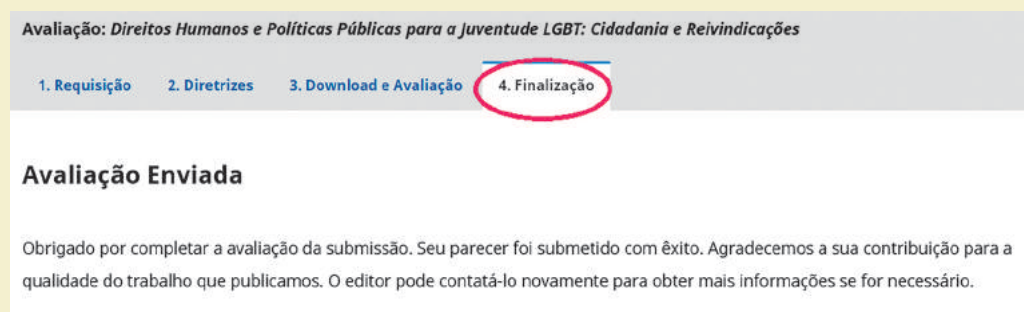 Avaliação: Direitos Humanos e Políticas Públicas para a Juventude LGBT: Cidadania e Reivindicações
1. Requisição 2. Diretrizes 3. Download e Avaliação 4. Finalização
Avaliação Enviada
Obrigado por completar a avaliação da submissão. Seu parecer foi submetido com êxito. Agradecemos a sua contribuição para a
qualidade do trabalho que publicamos. O editor pode contatá-lo novamente para obter mais informações se for necessário.